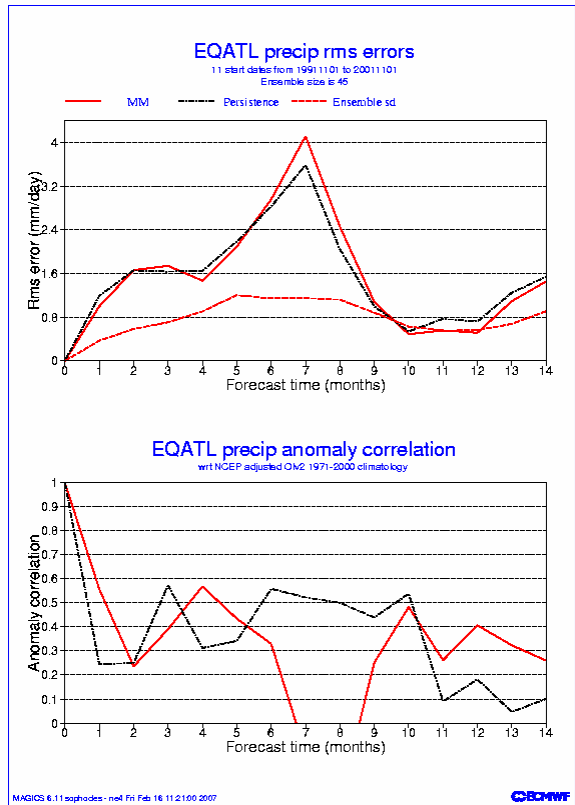 EQATL precip rms errors
11 start dates from 19911101 to 20011101
Ensemble size is 45
MM Persistence Ensemble sd
Rms error (mm/day)
4
3.2
2.4
1.6
0.8
0
0 1 2 3 4 5 6 7 8 9 10 11 12 13 14
Forecast time (months)
EQATL precip anomaly correlation
wrt NCEP adjusted OIv2 1971-2000 climatology
Anomaly correlation
1
0.9
0.8
0.7
0.6
0.5
0.4
0.3
0.2
0.1
0
0 1 2 3 4 5 6 7 8 9 10 11 12 13 14
Forecast time (months)
MAGICS 6.11 - ne4 Fri Feb 16 11:21:00 2007
ECMWF